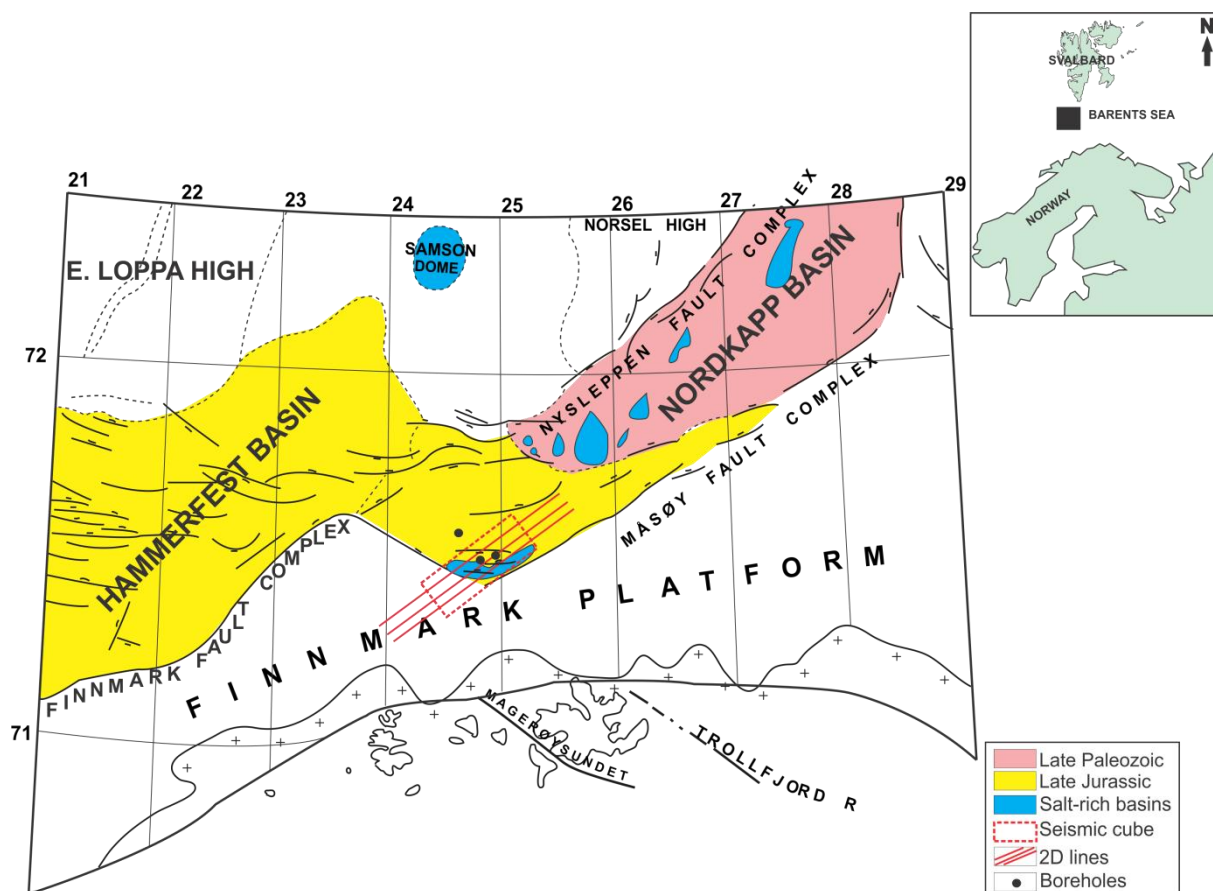 N
SVALBARD
BARENTS SEA
NORWAY
21
22
23
24
25
26
27
28
29
NORSEL HIGH
SAMSON
DOME
E. LOPPA HIGH
72
NYSLEPPEN FAULT COMPLEX
NORDKAPP BASIN
HAMMERFEST BASIN
MÅSØY FAULT COMPLEX
FINNMARK FAULT COMPLEX
FINNMARK PLATFORM
71
MAGERØYSUNDET
TROLLFJORD R
Late Paleozoic
Late Jurassic
Salt-rich basins
Seismic cube
2D lines
Boreholes